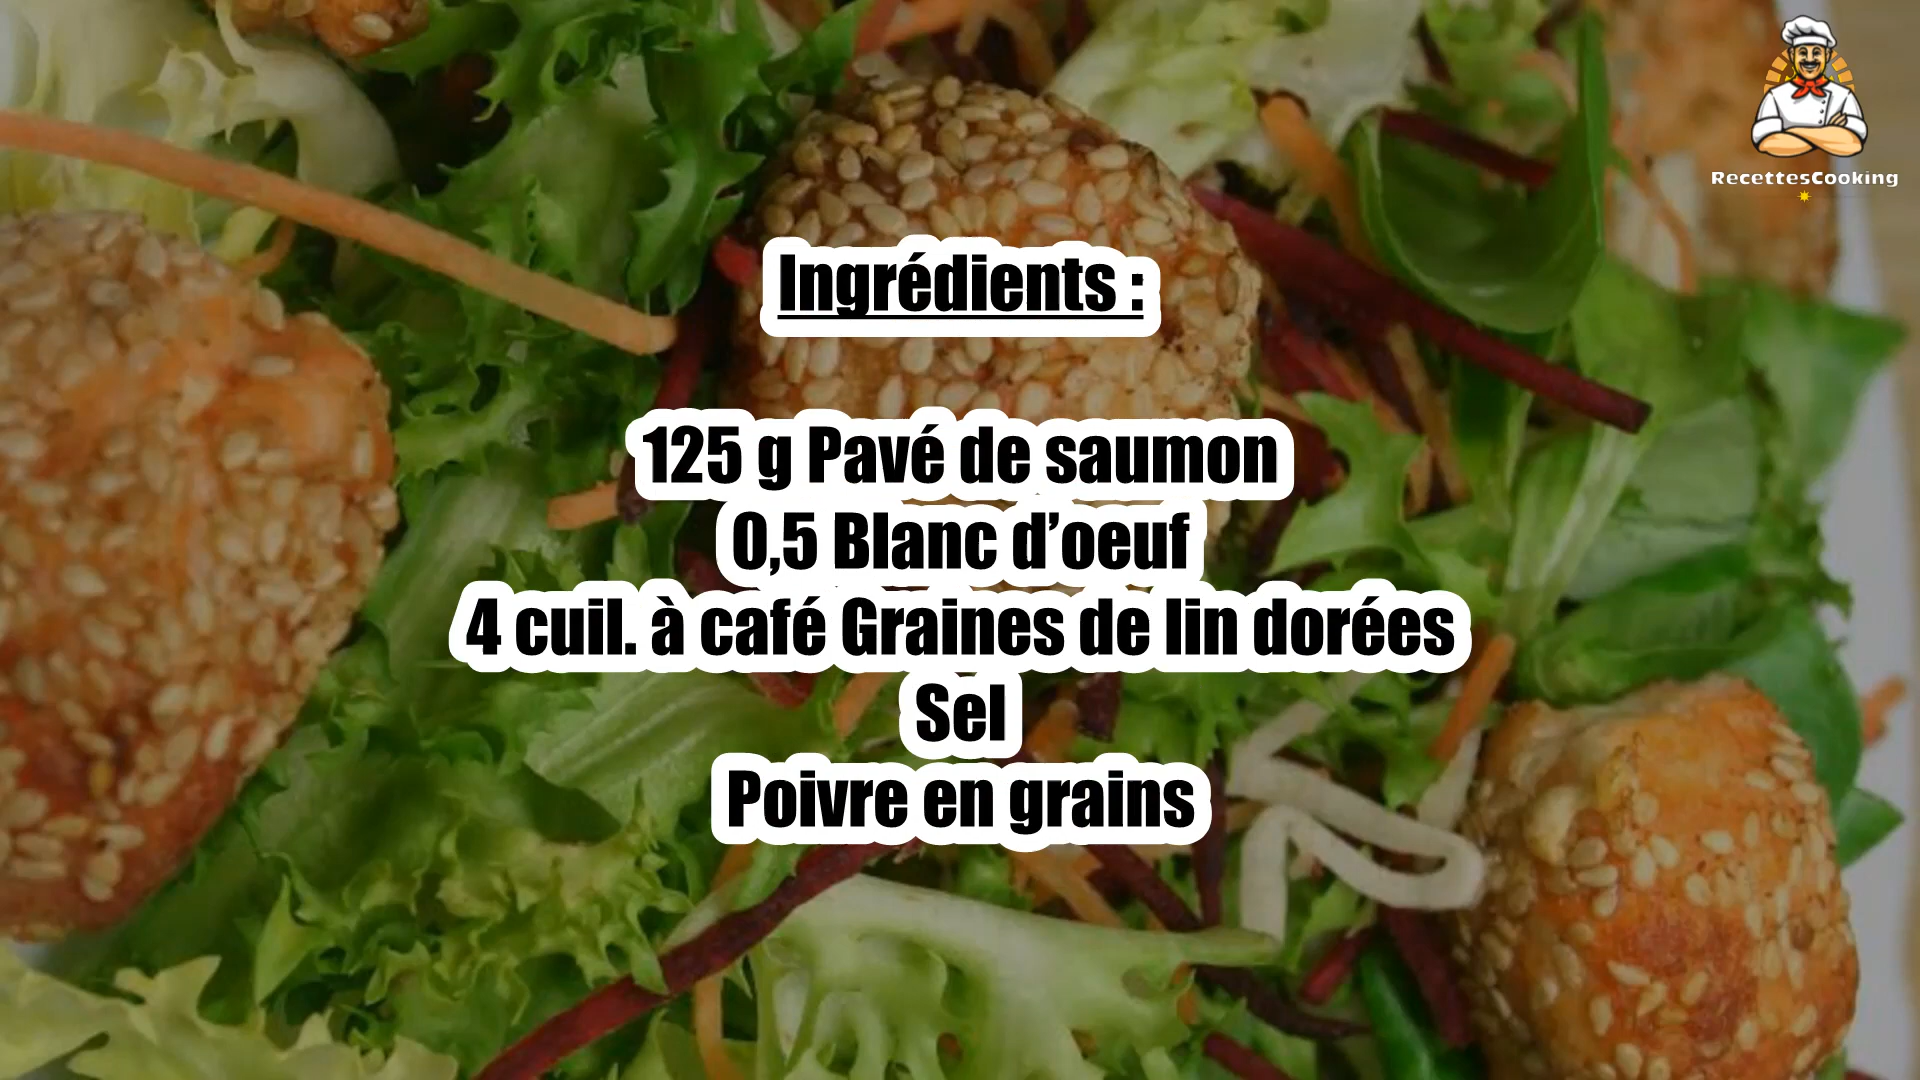 RecettesCooking
Ingrédients :
125 g Pavé de saumon
0,5 Blanc d’oeuf
4 cuil. à café Graines de lin dorées
Sel
Poivre en grains